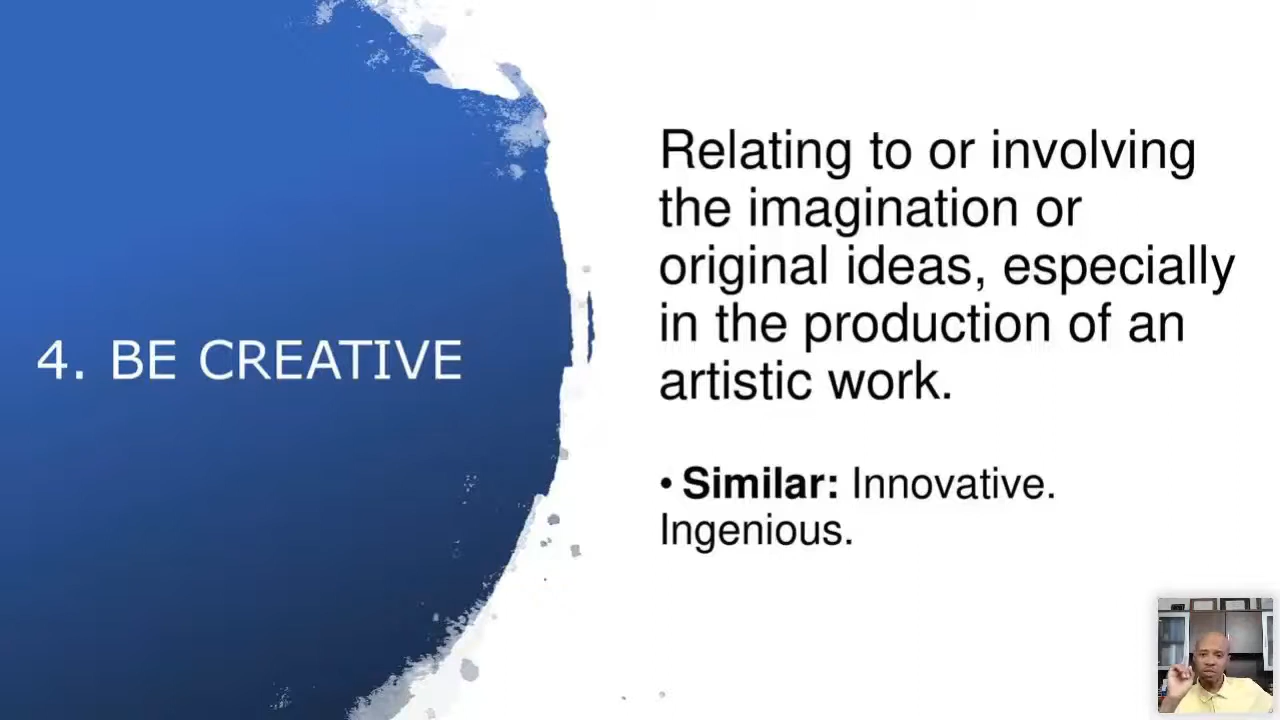 4. BE CREATIVE
Relating to or involving
the imagination or
original ideas, especially
in the production of an
artistic work.
• Similar: Innovative.
Ingenious.